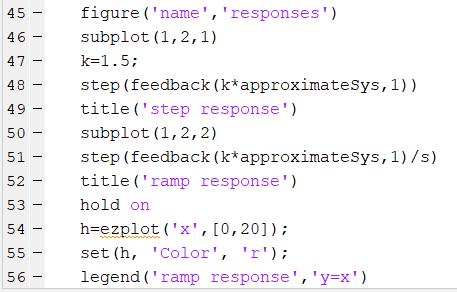 45 - figure('name','responses')
46 - subplot(1,2,1)
47 - k=1.5;
48 - step(feedback(k*approximateSys,1))
49 - title('step response')
50 - subplot(1,2,2)
51 - step(feedback(k*approximateSys,1)/s)
52 - title('ramp response')
53 - hold on
54 - h=ezplot('x',[0,20]);
55 - set(h, 'Color', 'r');
56 - legend('ramp response','y=x')